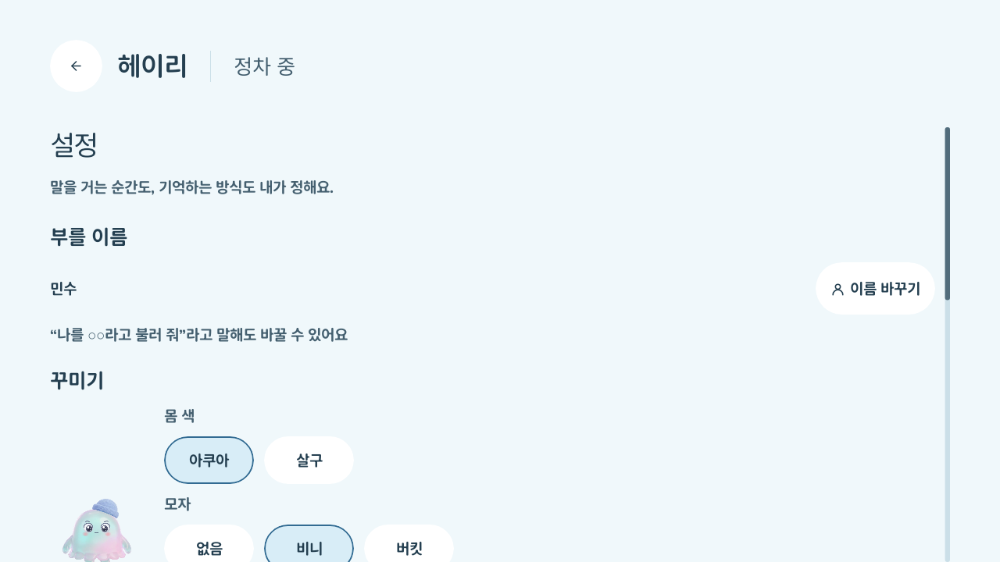 헤이리
정차 중
설정
말을 거는 순간도, 기억하는 방식도 내가 정해요.
부를 이름
민수
이름 바꾸기
“나를 ○○라고 불러 줘”라고 말해도 바꿀 수 있어요
꾸미기
몸 색
아쿠아
살구
모자
없음
비니
버킷